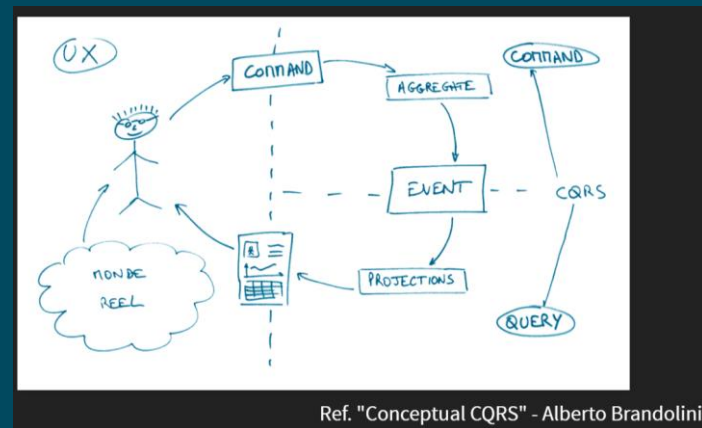 UX
COMMAND
AGGREGATE
COMMAND
EVENT
CQRS
MONDE
REEL
PROJECTIONS
QUERY
Ref. "Conceptual CQRS" - Alberto Brandolini